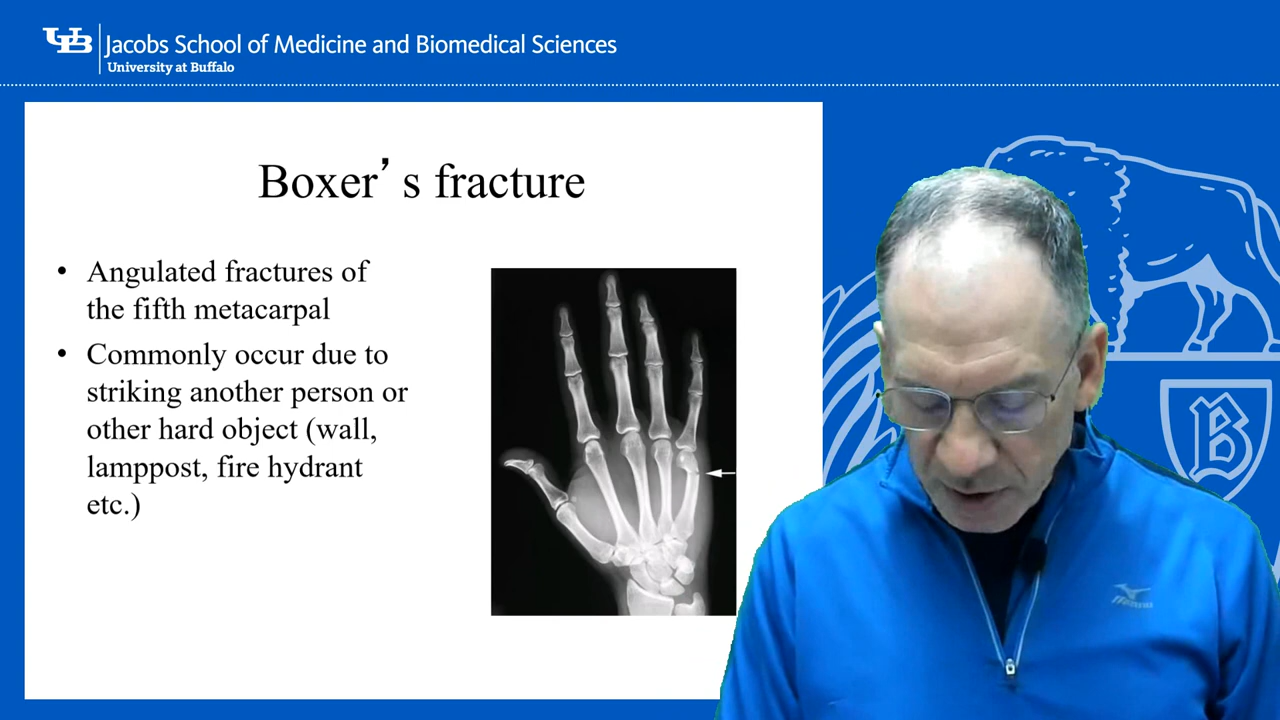 UB Jacobs School of Medicine and Biomedical Sciences
University at Buffalo
Boxer’s fracture
• Angulated fractures of
the fifth metacarpal
• Commonly occur due to
striking another person or
other hard object (wall,
lamppost, fire hydrant
etc.)
B